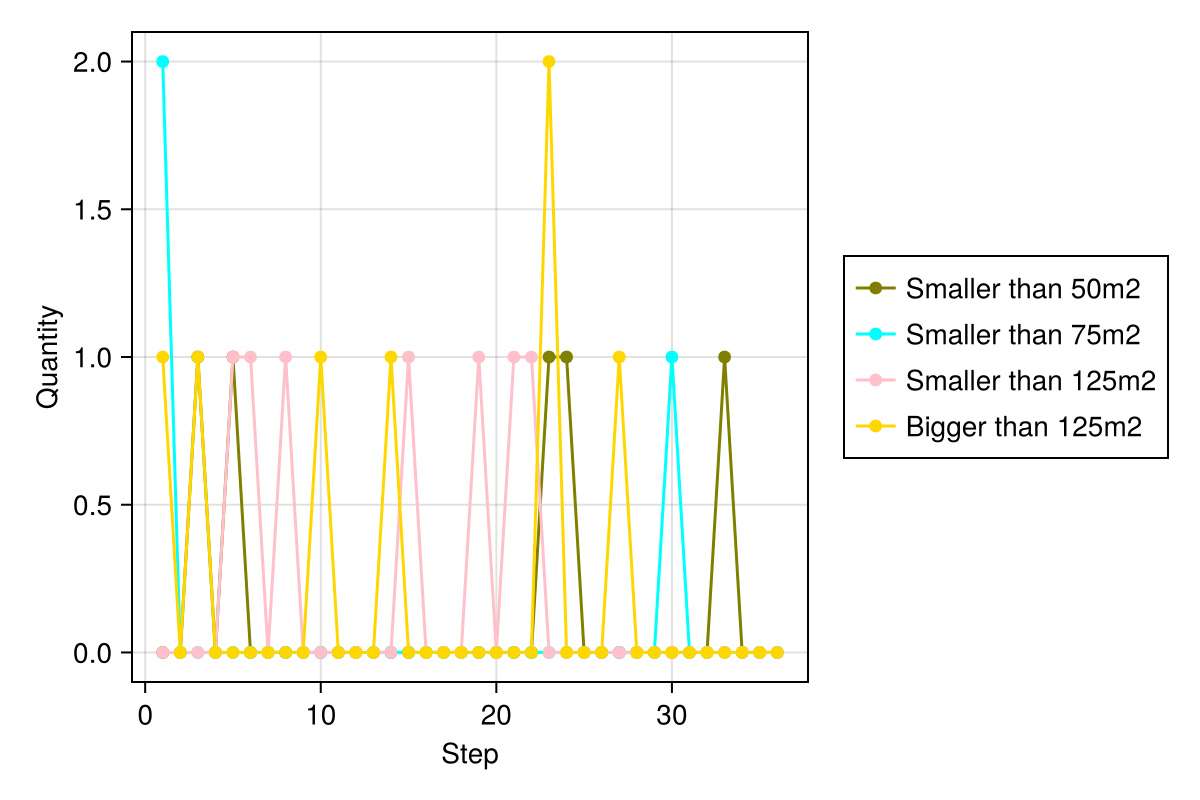 2.0
1.5
1.0
0.5
0.0
Quantity
0 10 20 30
Step
Smaller than 50m2
Smaller than 75m2
Smaller than 125m2
Bigger than 125m2